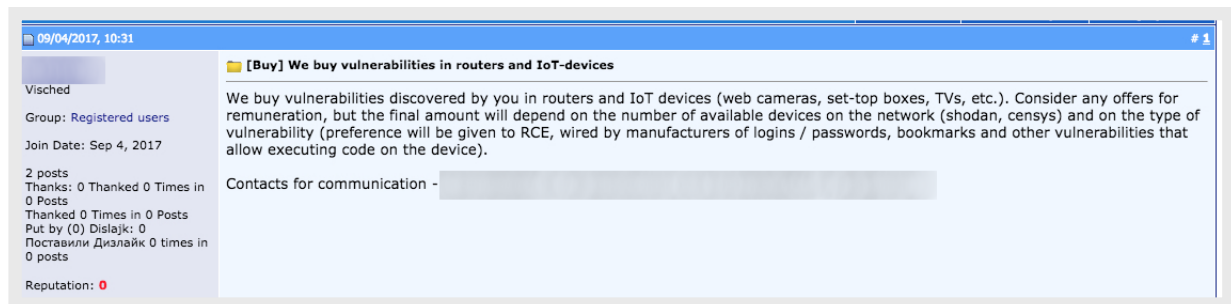 09/04/2017, 10:31
# 1
Visched
Group: Registered users
Join Date: Sep 4, 2017
2 posts
Thanks: 0 Thanked 0 Times in
0 Posts
Thanked 0 Times in 0 Posts
Put by (0) Dislajk: 0
Поставили Дизлайк 0 times in
0 posts
Reputation: 0
[Buy] We buy vulnerabilities in routers and IoT-devices
We buy vulnerabilities discovered by you in routers and IoT devices (web cameras, set-top boxes, TVs, etc.). Consider any offers for
remuneration, but the final amount will depend on the number of available devices on the network (shodan, censys) and on the type of
vulnerability (preference will be given to RCE, wired by manufacturers of logins / passwords, bookmarks and other vulnerabilities that
allow executing code on the device).
Contacts for communication -